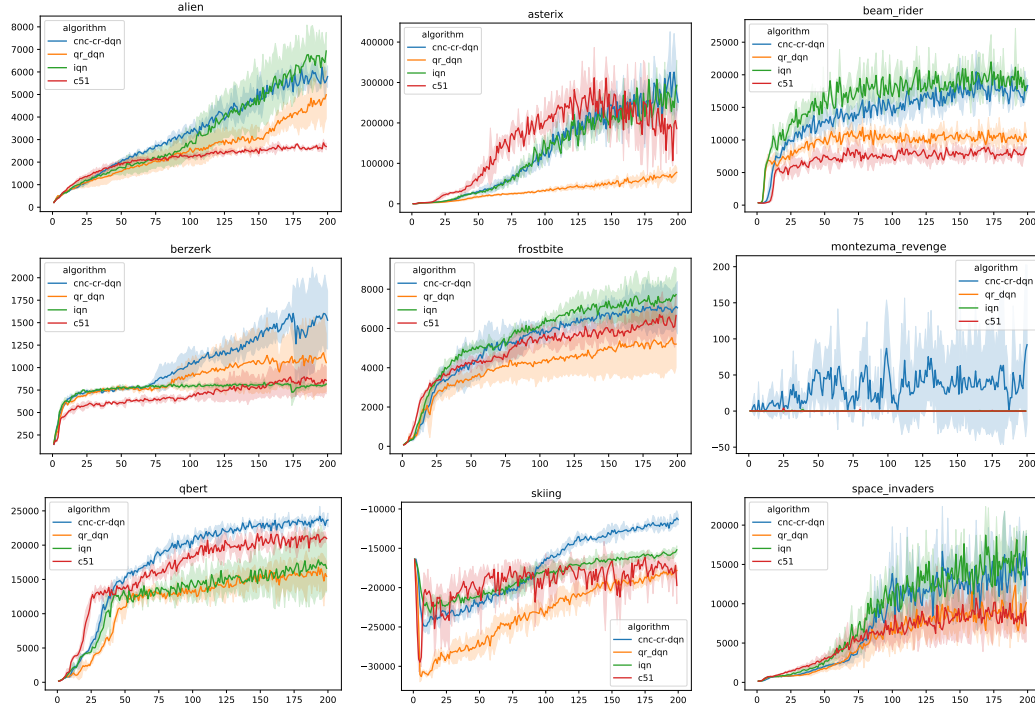 alien
algorithm
cnc-cr-dqn
qr_dqn
iqn
c51
8000
7000
6000
5000
4000
3000
2000
1000
0
0 25 50 75 100 125 150 175 200
asterix
algorithm
cnc-cr-dqn
qr_dqn
iqn
c51
400000
300000
200000
100000
0
0 25 50 75 100 125 150 175 200
beam_rider
algorithm
cnc-cr-dqn
qr_dqn
iqn
c51
25000
20000
15000
10000
5000
0
0 25 50 75 100 125 150 175 200
berzerk
algorithm
cnc-cr-dqn
qr_dqn
iqn
c51
2000
1750
1500
1250
1000
750
500
250
0 25 50 75 100 125 150 175 200
frostbite
algorithm
cnc-cr-dqn
qr_dqn
iqn
c51
8000
6000
4000
2000
0
0 25 50 75 100 125 150 175 200
montezuma_revenge
algorithm
cnc-cr-dqn
qr_dqn
iqn
c51
200
150
100
50
0
−50
0 25 50 75 100 125 150 175 200
qbert
algorithm
cnc-cr-dqn
qr_dqn
iqn
c51
25000
20000
15000
10000
5000
0
0 25 50 75 100 125 150 175 200
skiing
−10000
−15000
−20000
−25000
−30000
algorithm
cnc-cr-dqn
qr_dqn
iqn
c51
0 25 50 75 100 125 150 175 200
space_invaders
algorithm
cnc-cr-dqn
qr_dqn
iqn
c51
20000
15000
10000
5000
0
0 25 50 75 100 125 150 175 200